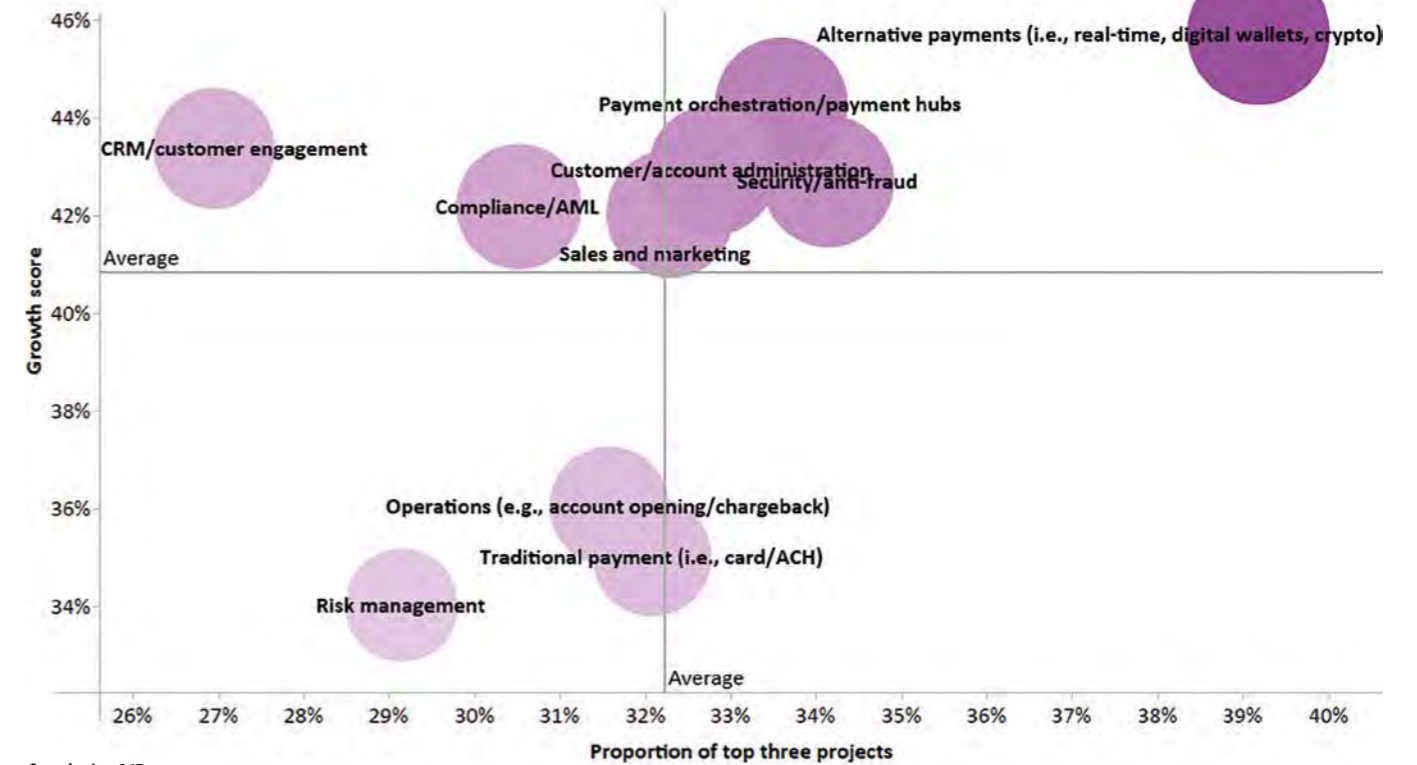 46%
Alternative payments (i.e., real-time, digital wallets, crypto)
Payment orchestration/payment hubs
44%
CRM/customer engagement
Customer/account administration
Security/anti-fraud
42%
Compliance/AML
Sales and marketing
Average
Growth score
40%
38%
36%
Operations (e.g., account opening/chargeback)
Traditional payment (i.e., card/ACH)
34%
Risk management
Average
26% 27% 28% 29% 30% 31% 32% 33% 34% 35% 36% 37% 38% 39% 40%
Proportion of top three projects